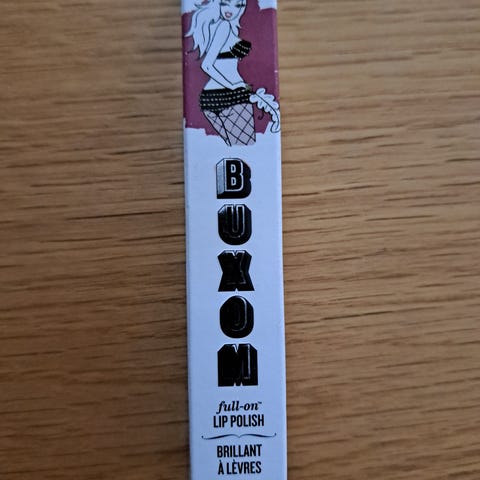 BUXOM
full-on™
LIP POLISH
BRILLANT
À LÈVRES